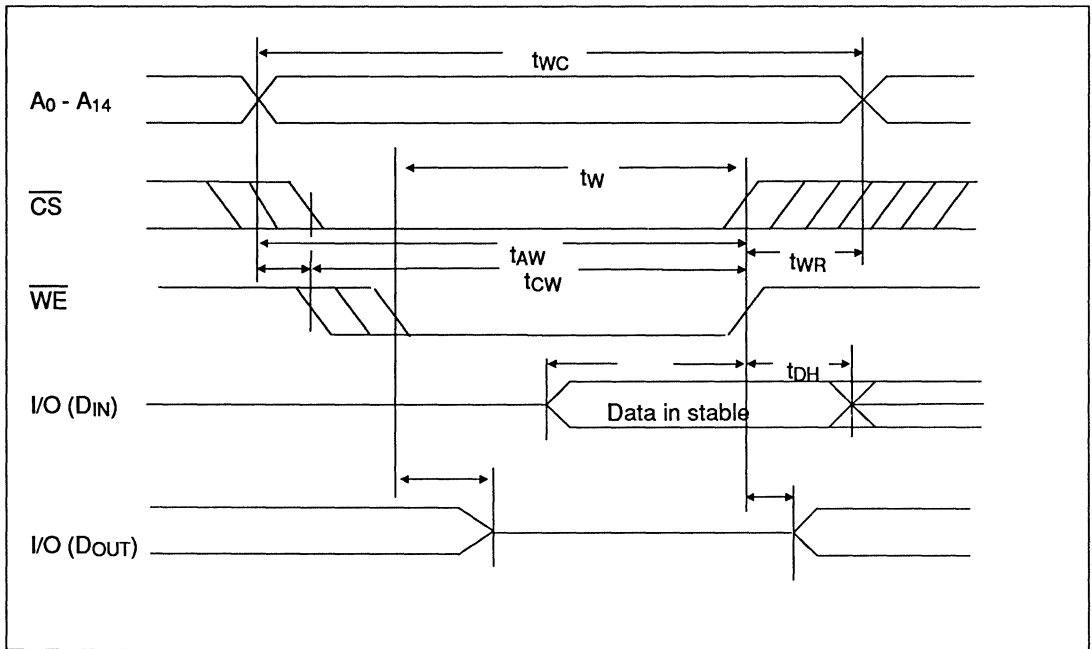 tWC
A0 - A14
tW
CS
tAW
tWR
tCW
WE
tDH
I/O (DIN)
Data in stable
I/O (DOUT)